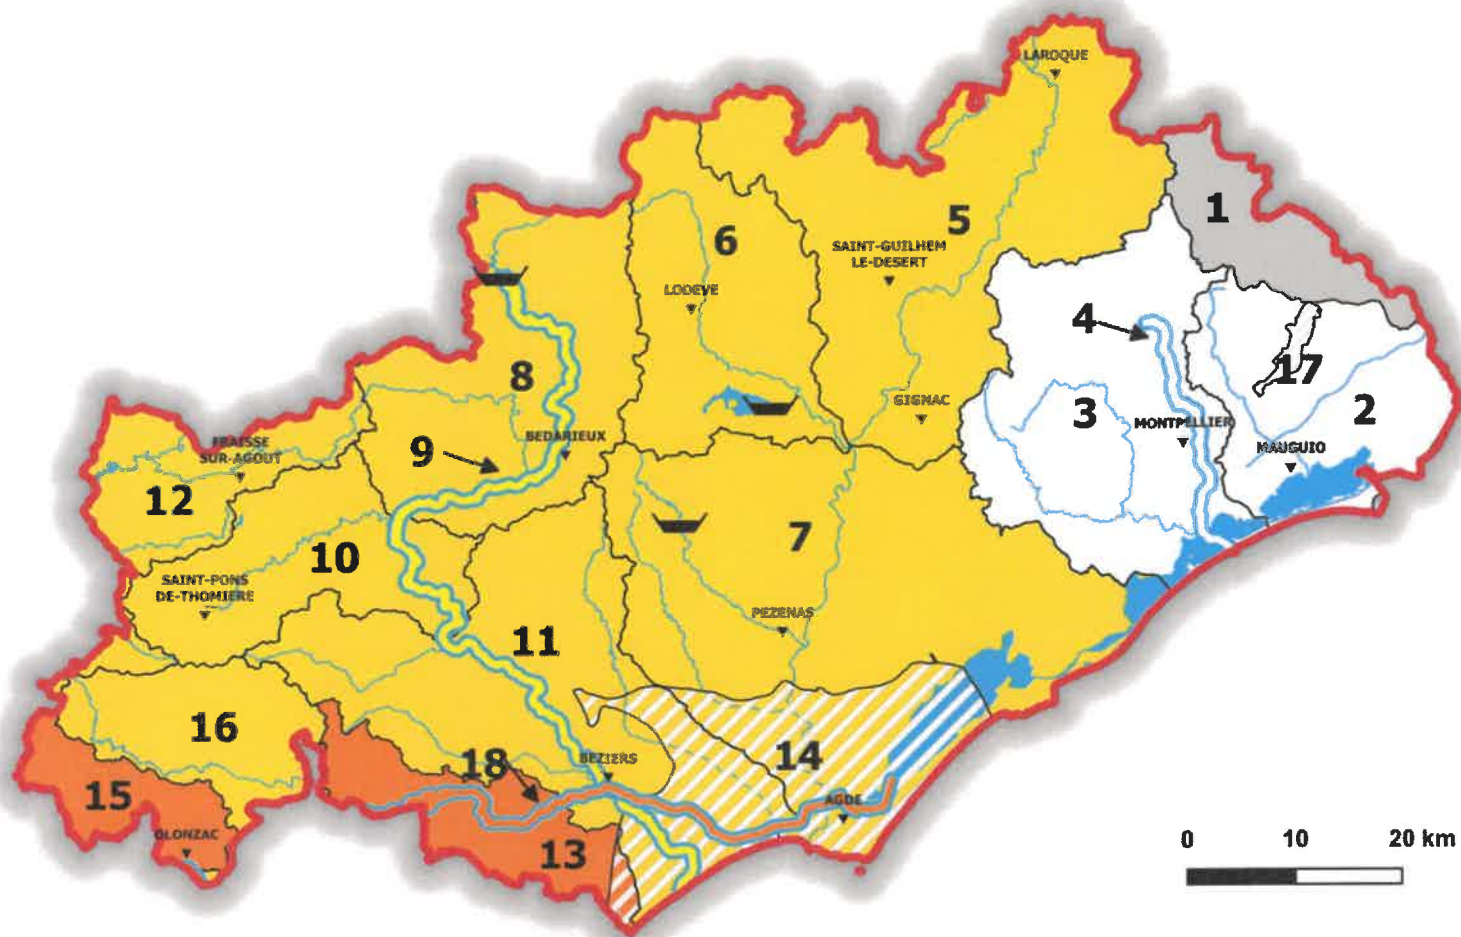 LAROQUE
1
5
6
SAINT-GUILHEM
LE-DESERT
LODEVE
4
8
17
GIGNAC
3
2
MONTPELLIER
BEDARIEUX
FRAISSE
SUR-AGOUT
9
MAUGUIO
12
7
10
SAINT-PONS
DE-THOMIERE
PEZENAS
11
16
14
18
BEZIERS
15
AGDE
OLONZAC
13
0 10 20 km